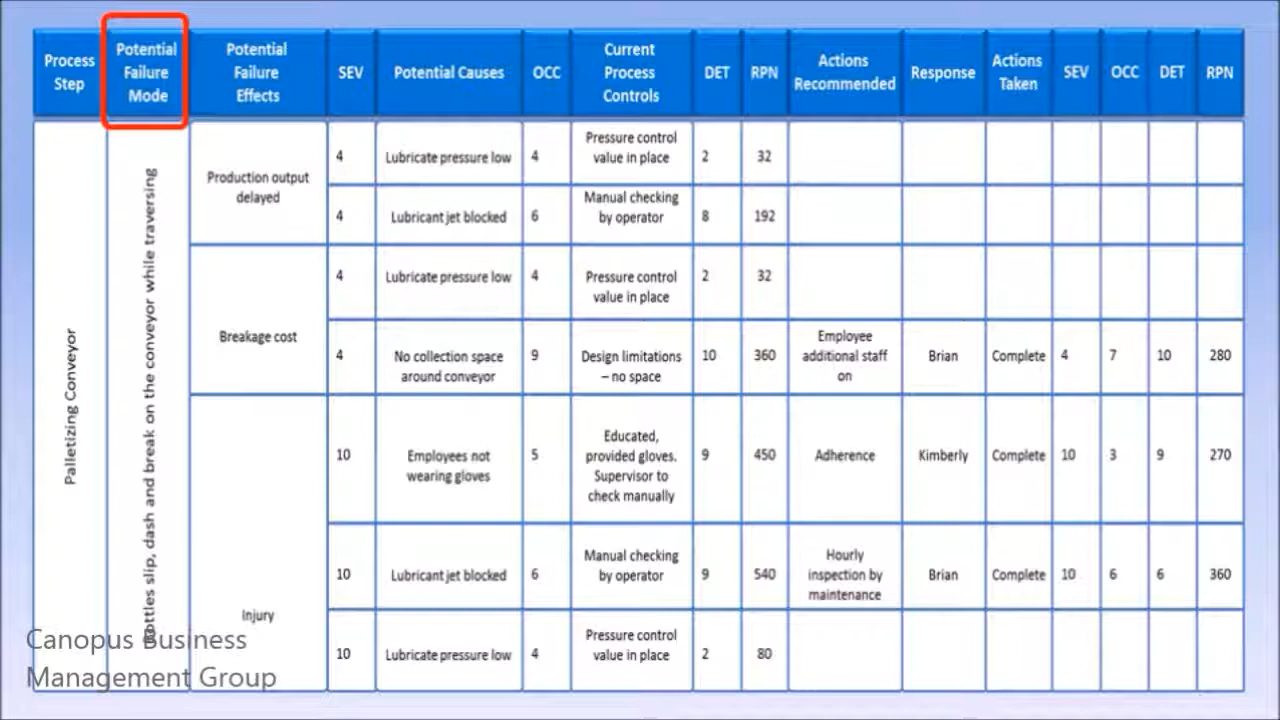 Process
Step
Potential
Failure
Mode
Potential
Failure
Effects
SEV
Potential Causes
OCC
Current
Process
Controls
DET
RPN
Actions
Recommended
Response
Actions
Taken
SEV
OCC
DET
RPN
Palletizing Conveyor
Bottles slip, dash and break on the conveyor while traversing
Production output
delayed
4
Lubricate pressure low
4
Pressure control
value in place
2
32
4
Lubricant jet blocked
6
Manual checking
by operator
8
192
Breakage cost
4
Lubricate pressure low
4
Pressure control
value in place
2
32
4
No collection space
around conveyor
9
Design limitations
– no space
10
360
Employee
additional staff
on
Brian
Complete
4
7
10
280
Injury
10
Employees not
wearing gloves
5
Educated,
provided gloves.
Supervisor to
check manually
9
450
Adherence
Kimberly
Complete
10
3
9
270
10
Lubricant jet blocked
6
Manual checking
by operator
9
540
Hourly
inspection by
maintenance
Brian
Complete
10
6
6
360
10
Lubricate pressure low
4
Pressure control
value in place
2
80
Canopus Business
Management Group